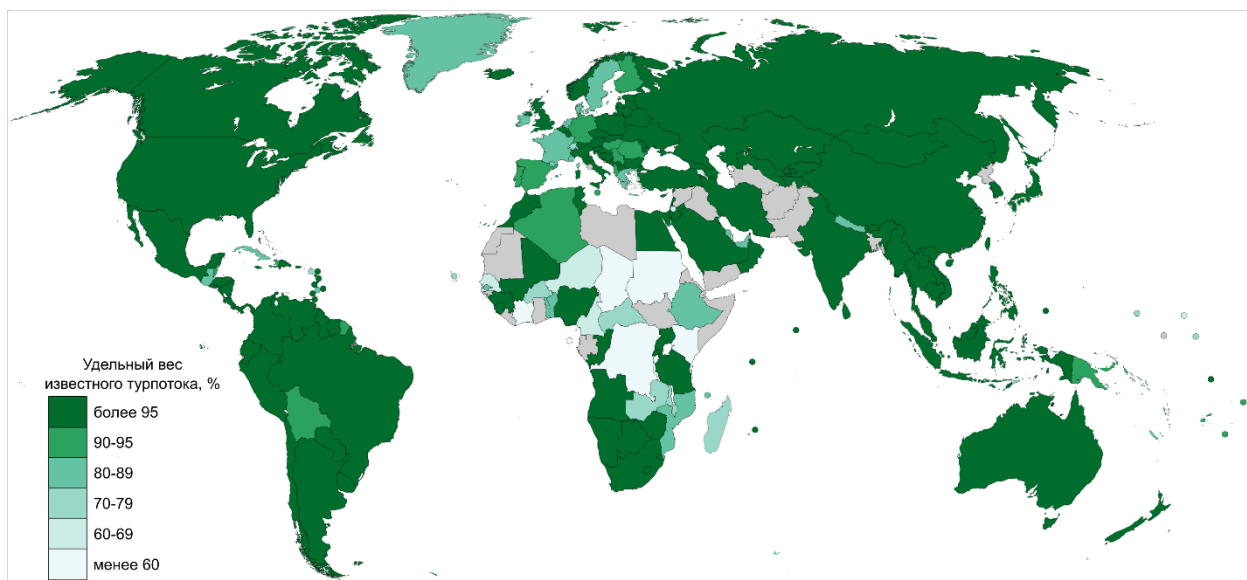 Удельный вес
известного турпотока, %
более 95
90-95
80-89
70-79
60-69
менее 60